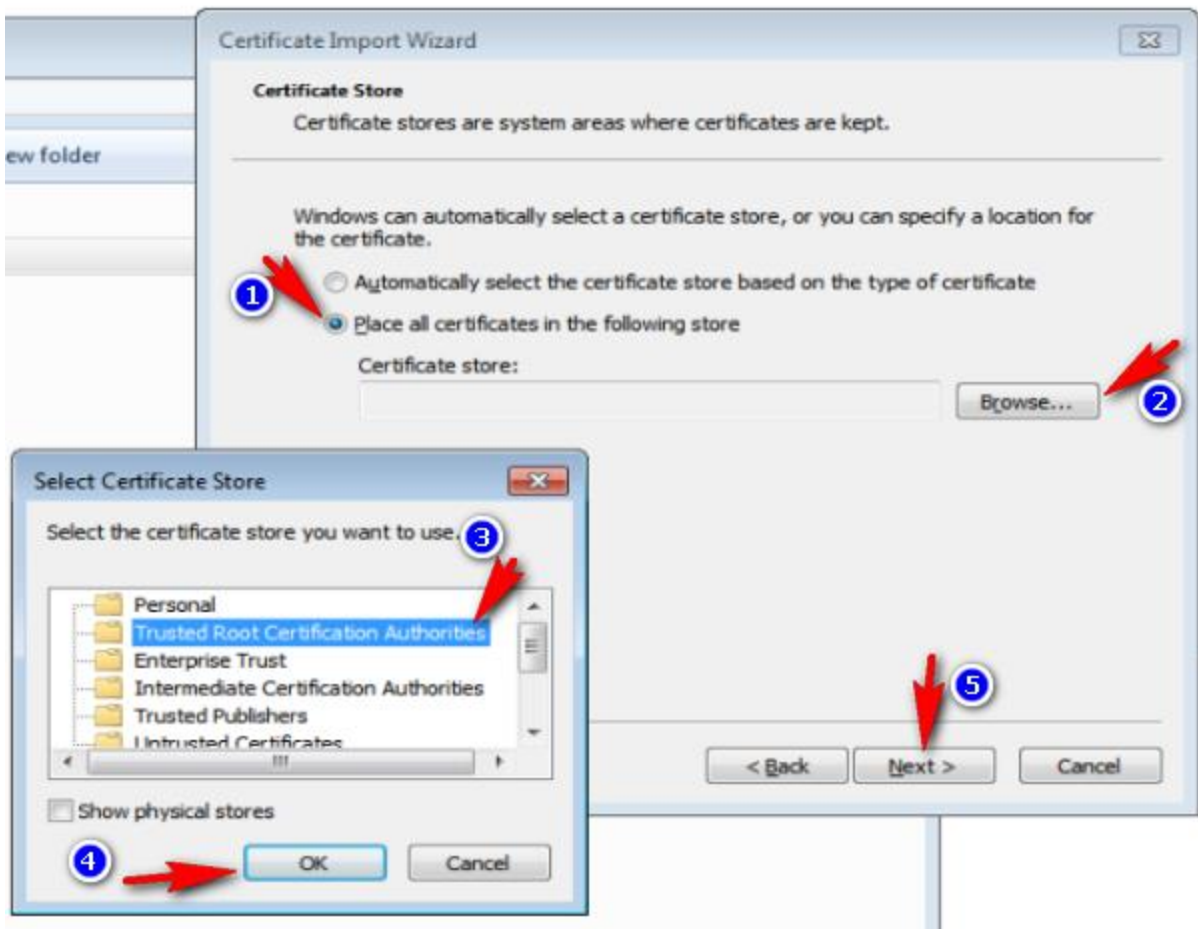 Certificate Import Wizard
Certificate Store
Certificate stores are system areas where certificates are kept.
ew folder
Windows can automatically select a certificate store, or you can specify a location for
the certificate.
1
Automatically select the certificate store based on the type of certificate
Place all certificates in the following store
Certificate store:
Browse...
2
Select Certificate Store
Select the certificate store you want to use.
3
Personal
Trusted Root Certification Authorities
Enterprise Trust
Intermediate Certification Authorities
Trusted Publishers
Untrusted Certificates
5
< Back
Next >
Cancel
Show physical stores
4
OK
Cancel